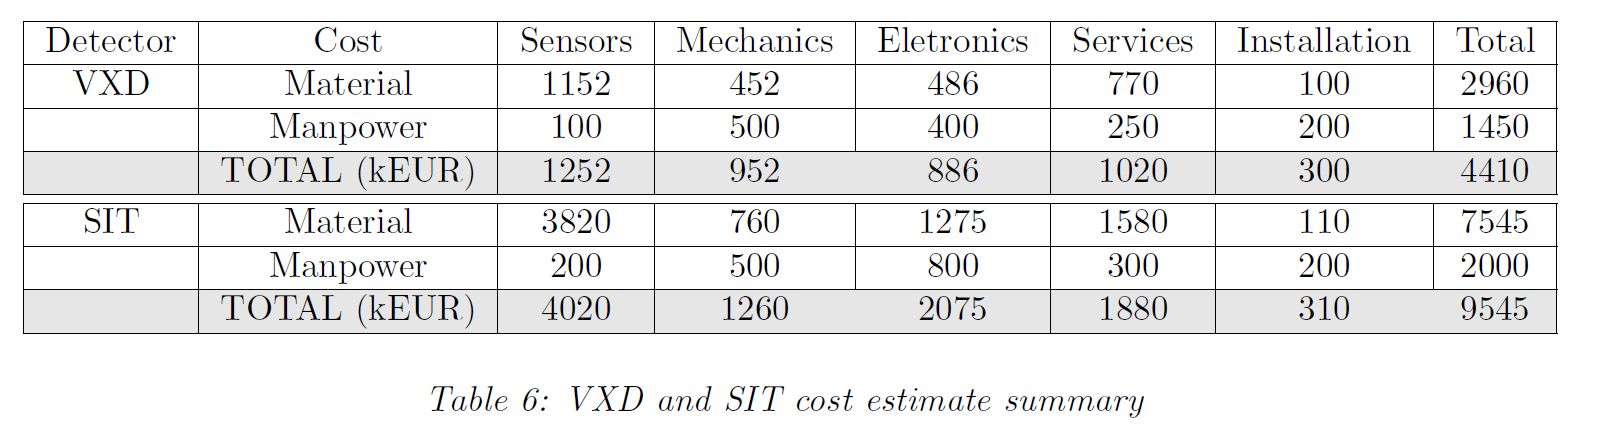 Detector Cost Sensors Mechanics Eletronics Services Installation Total
VXD Material 1152 452 486 770 100 2960
Manpower 100 500 400 250 200 1450
TOTAL (kEUR) 1252 952 886 1020 300 4410
SIT Material 3820 760 1275 1580 110 7545
Manpower 200 500 800 300 200 2000
TOTAL (kEUR) 4020 1260 2075 1880 310 9545
Table 6: VXD and SIT cost estimate summary